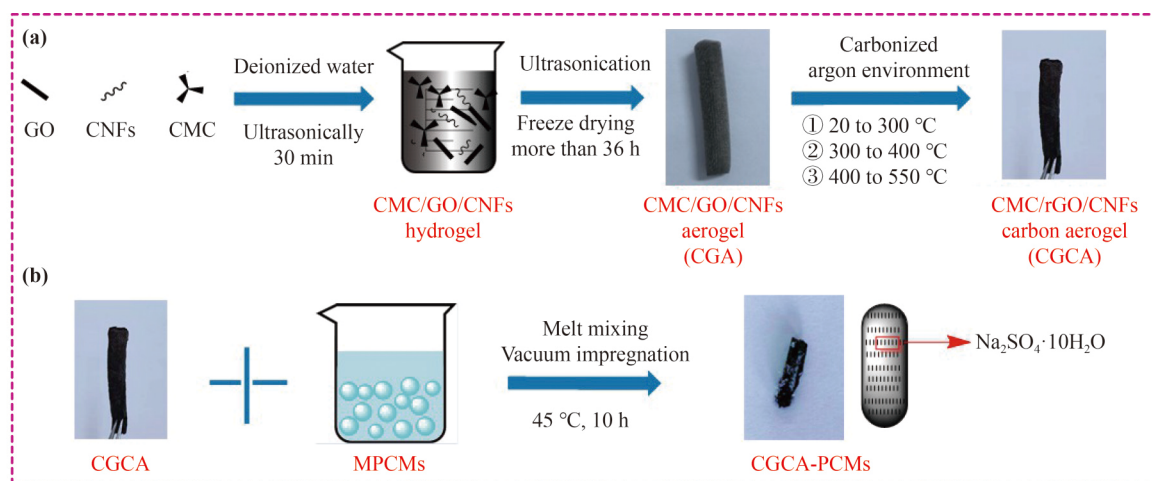 (a)
GO
CNFs
CMC
Deionized water
Ultrasonically
30 min
CMC/GO/CNFs
hydrogel
Ultrasonication
Freeze drying
more than 36 h
CMC/GO/CNFs
aerogel
(CGA)
Carbonized
argon environment
① 20 to 300 ℃
② 300 to 400 ℃
③ 400 to 550 ℃
CMC/rGO/CNFs
carbon aerogel
(CGCA)
(b)
CGCA
MPCMs
Melt mixing
Vacuum impregnation
45 ℃, 10 h
CGCA-PCMs
Na₂SO₄·10H₂O